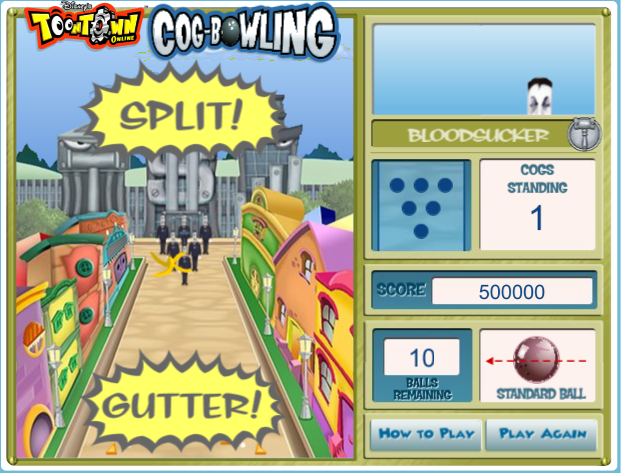 Disney's
TOONTOWN
ONLINE
COG-BOWLING
SPLIT!
GUTTER!
BLOODSUCKER
COGS
STANDING
1
SCORE 500000
10
BALLS
REMAINING
STANDARD BALL
HOW TO PLAY PLAY AGAIN